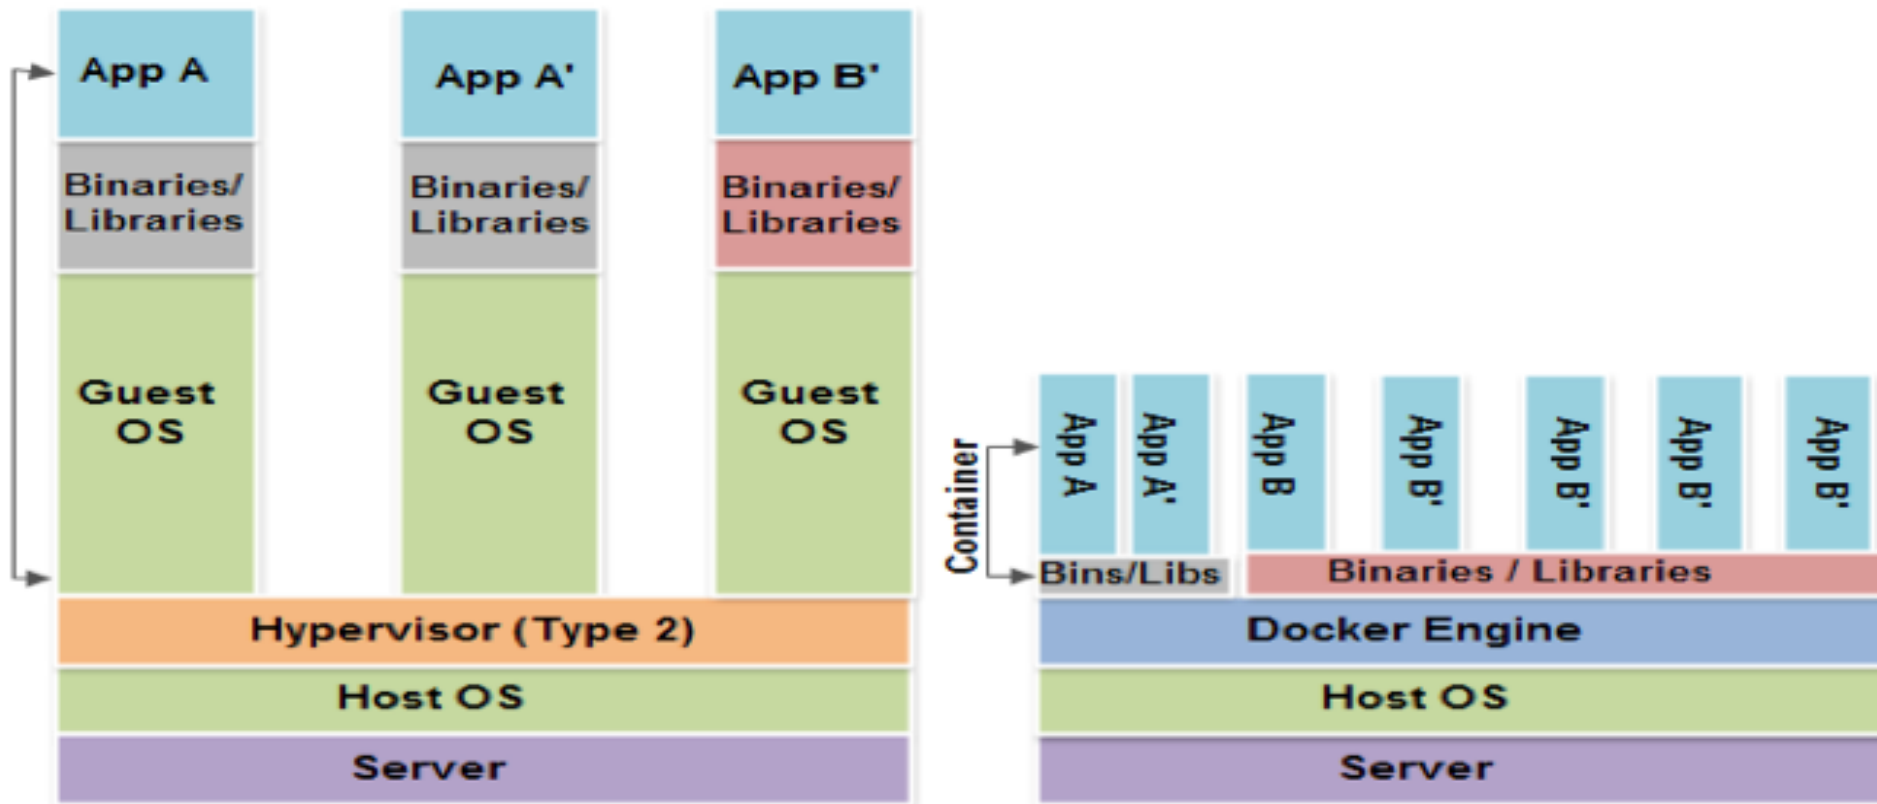 App A
App A'
App B'
Binaries/
Libraries
Binaries/
Libraries
Binaries/
Libraries
Guest
OS
Guest
OS
Guest
OS
Hypervisor (Type 2)
Host OS
Server
Container
App A
App A'
App B
App B'
App B'
App B'
App B'
Bins/Libs
Binaries / Libraries
Docker Engine
Host OS
Server